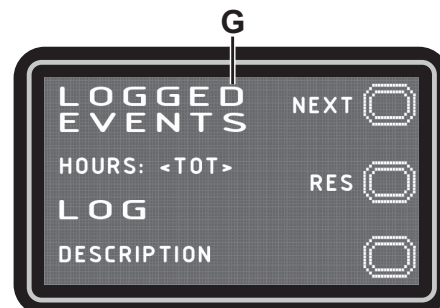 G
LOGGED
EVENTS
NEXT
HOURS: <TOT>
RES
LOG
DESCRIPTION